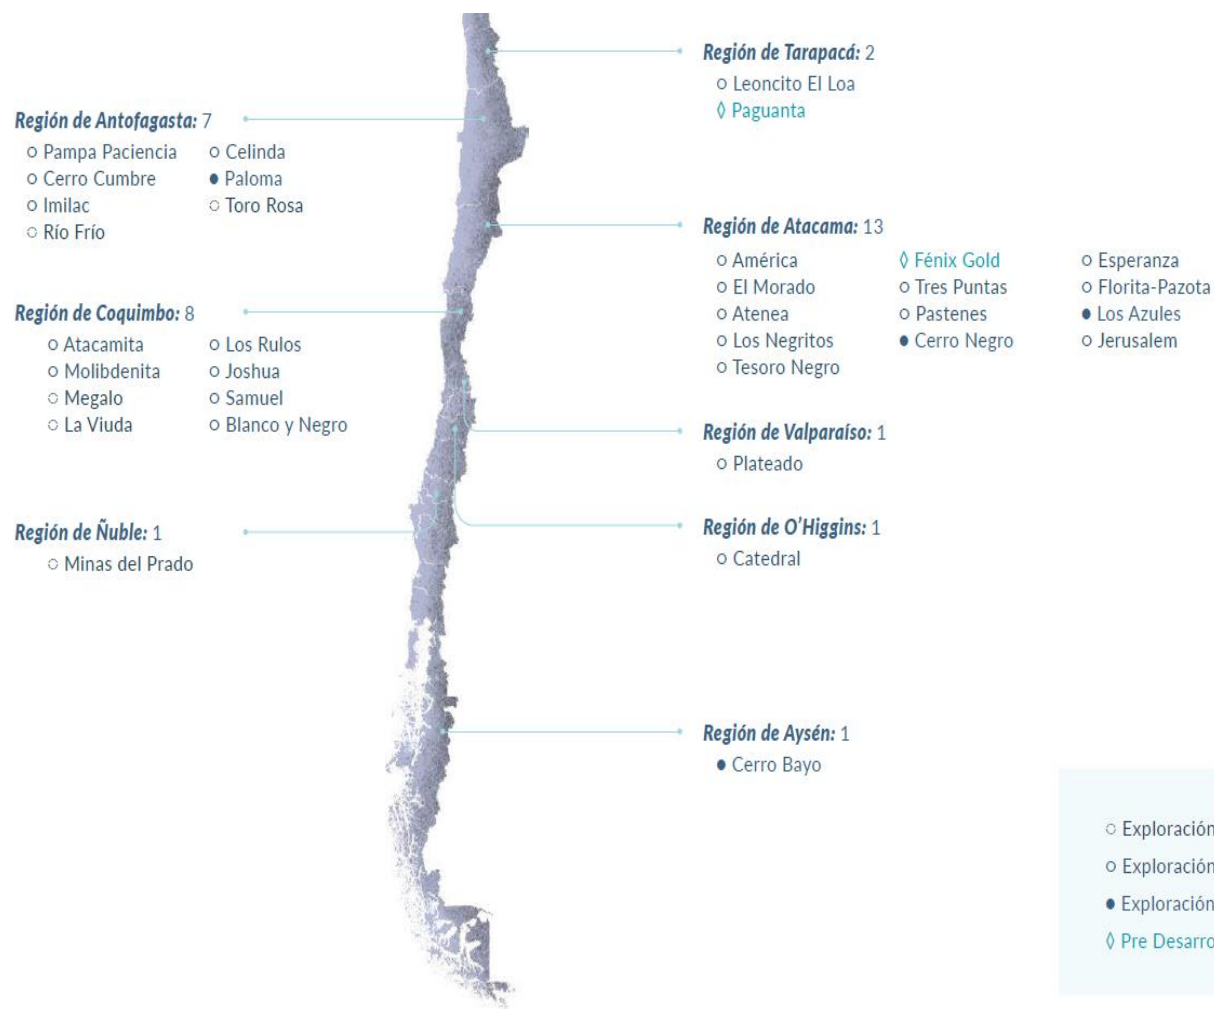 Región de Tarapacá: 2
Leoncito El Loa
Paguanta
Región de Antofagasta: 7
Pampa Paciencia
Celinda
Cerro Cumbre
Paloma
Imilac
Toro Rosa
Río Frío
Región de Atacama: 13
América
Fénix Gold
Esperanza
El Morado
Tres Puntas
Florita-Pazota
Atenea
Pastenes
Los Azules
Los Negritos
Cerro Negro
Jerusalem
Tesoro Negro
Región de Coquimbo: 8
Atacamita
Los Rulos
Molibdenita
Joshua
Megalo
Samuel
La Viuda
Blanco y Negro
Región de Valparaíso: 1
Plateado
Región de Ñuble: 1
Minas del Prado
Región de O'Higgins: 1
Catedral
Región de Aysén: 1
Cerro Bayo
Exploración
Exploración
Exploración
Pre Desarro